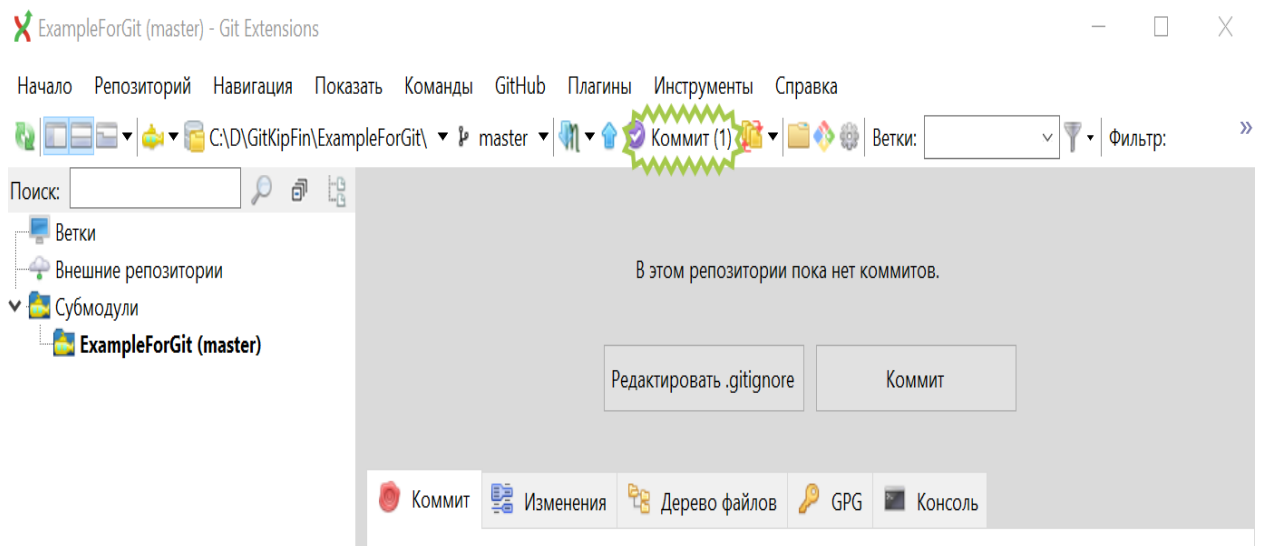 ExampleForGit (master) - Git Extensions
Начало Репозиторий Навигация Показать Команды GitHub Плагины Инструменты Справка
C:\D\GitKipFin\ExampleForGit\ master Коммит (1) Ветки: Фильтр:
Поиск:
Ветки
Внешние репозитории
Субмодули
ExampleForGit (master)
В этом репозитории пока нет коммитов.
Редактировать .gitignore Коммит
Коммит Изменения Дерево файлов GPG Консоль